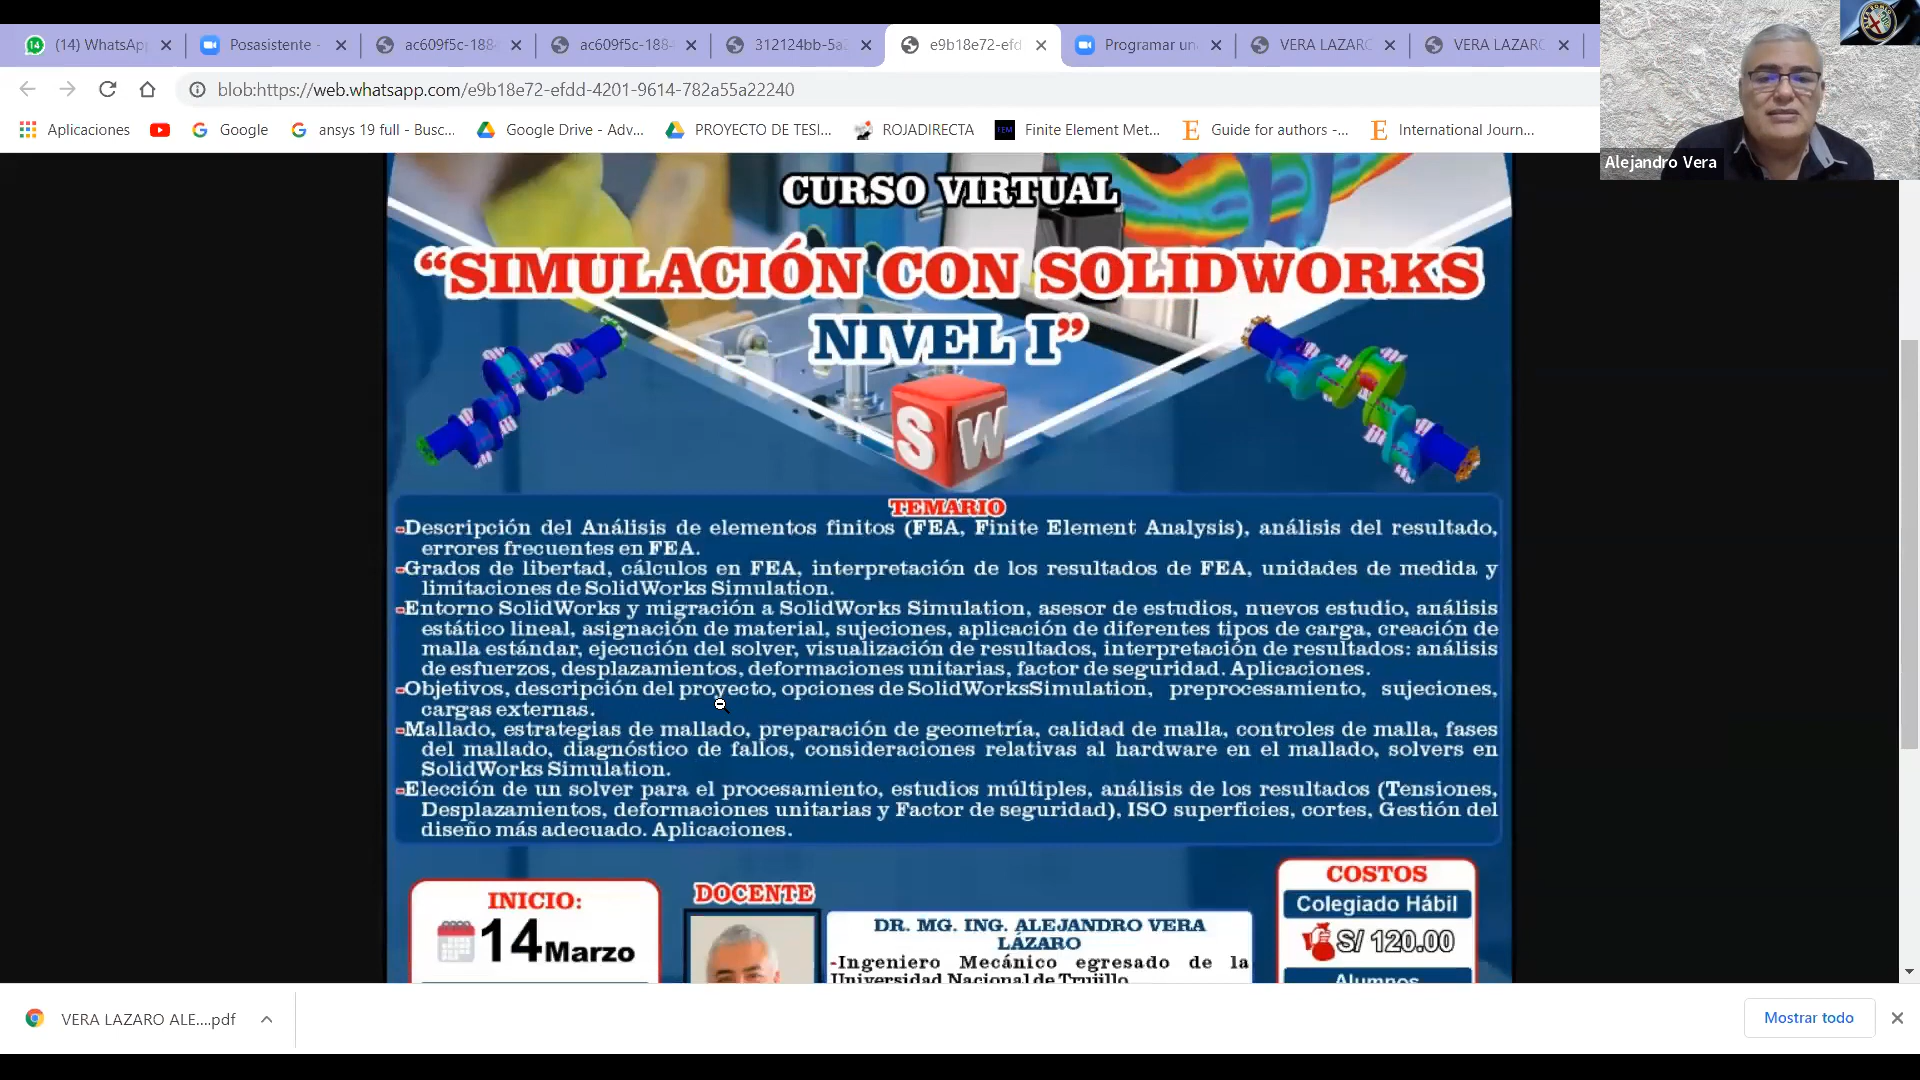 (14) WhatsAp
Posasistente -
ac609f5c-188
ac609f5c-188
312124bb-5a
e9b18e72-efd
Programar un
VERA LAZARO
VERA LAZARO
blob:https://web.whatsapp.com/e9b18e72-efdd-4201-9614-782a55a22240
Aplicaciones
Google
ansys 19 full - Busc...
Google Drive - Adv...
PROYECTO DE TESI...
ROJADIRECTA
Finite Element Met...
Guide for authors -...
International Journ...
Alejandro Vera
CURSO VIRTUAL
“SIMULACIÓN CON SOLIDWORKS
NIVEL I”
S W
TEMARIO
-Descripción del Análisis de elementos finitos (FEA, Finite Element Analysis), análisis del resultado,
errores frecuentes en FEA.
-Grados de libertad, cálculos en FEA, interpretación de los resultados de FEA, unidades de medida y
limitaciones de SolidWorks Simulation.
-Entorno SolidWorks y migración a SolidWorks Simulation, asesor de estudios, nuevos estudio, análisis
estático lineal, asignación de material, sujeciones, aplicación de diferentes tipos de carga, creación de
malla estándar, ejecución del solver, visualización de resultados, interpretación de resultados: análisis
de esfuerzos, desplazamientos, deformaciones unitarias, factor de seguridad. Aplicaciones.
-Objetivos, descripción del proyecto, opciones de SolidWorksSimulation, preprocesamiento, sujeciones,
cargas externas.
-Mallado, estrategias de mallado, preparación de geometría, calidad de malla, controles de malla, fases
del mallado, diagnóstico de fallos, consideraciones relativas al hardware en el mallado, solvers en
SolidWorks Simulation.
-Elección de un solver para el procesamiento, estudios múltiples, análisis de los resultados (Tensiones,
Desplazamientos, deformaciones unitarias y Factor de seguridad), ISO superficies, cortes, Gestión del
diseño más adecuado. Aplicaciones.
INICIO:
14 Marzo
DOCENTE
DR. MG. ING. ALEJANDRO VERA
LÁZARO
-Ingeniero Mecánico egresado de la
Universidad Nacional de Trujillo
COSTOS
Colegiado Hábil
S/ 120.00
Alumnos
VERA LAZARO ALE....pdf
Mostrar todo